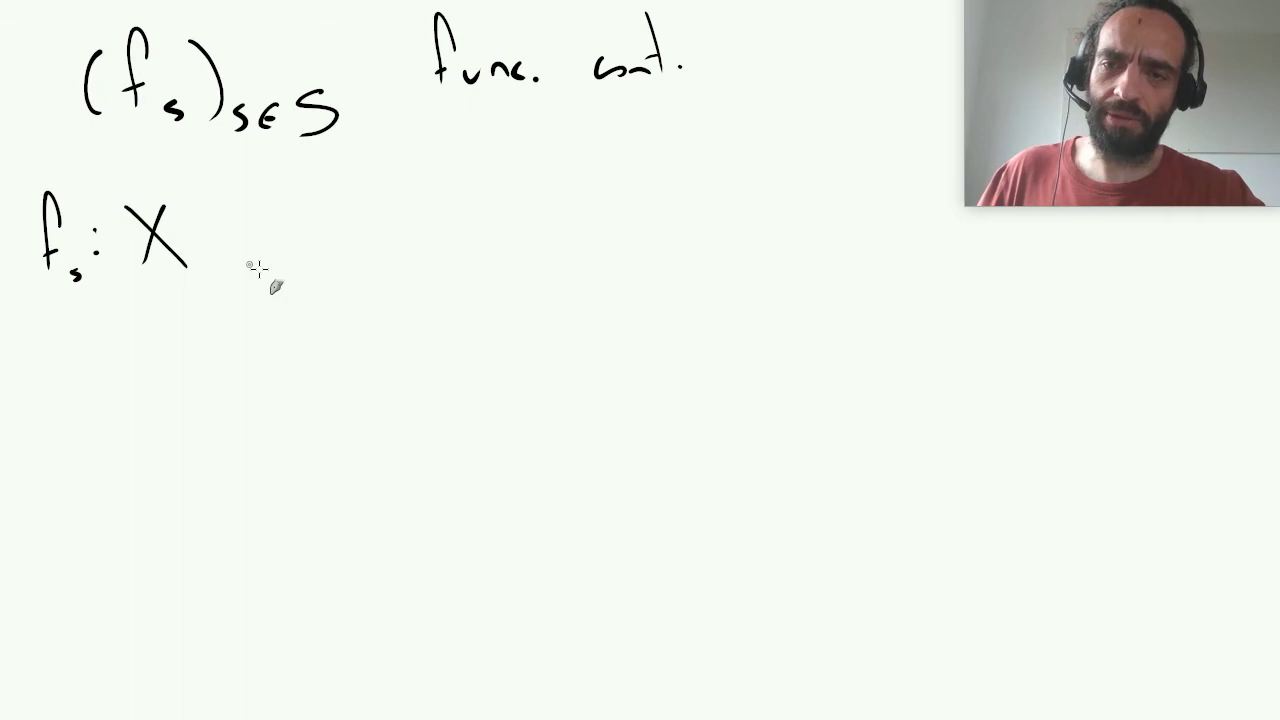 (f_s)_{s∈S} func. cont.
f_s: X